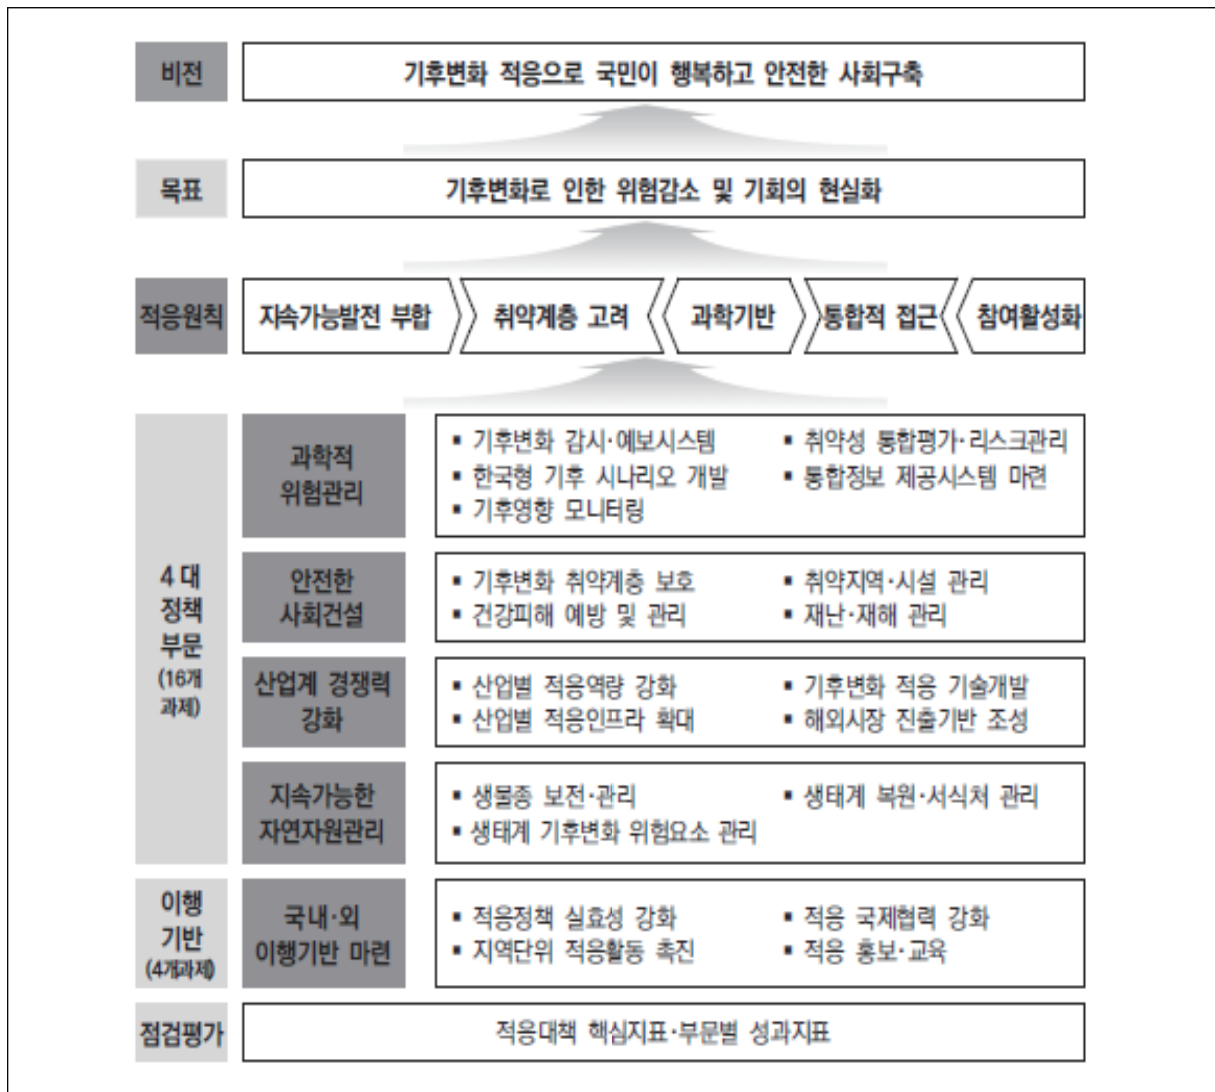 비전
기후변화 적응으로 국민이 행복하고 안전한 사회구축
목표
기후변화로 인한 위험감소 및 기회의 현실화
적응원칙
지속가능발전 부합
취약계층 고려
과학기반
통합적 접근
참여활성화
4 대
정책
부문
(16개
과제)
과학적
위험관리
▪ 기후변화 감시·예보시스템
▪ 한국형 기후 시나리오 개발
▪ 기후영향 모니터링
▪ 취약성 통합평가·리스크관리
▪ 통합정보 제공시스템 마련
안전한
사회건설
▪ 기후변화 취약계층 보호
▪ 건강피해 예방 및 관리
▪ 취약지역·시설 관리
▪ 재난·재해 관리
산업계 경쟁력
강화
▪ 산업별 적응역량 강화
▪ 산업별 적응인프라 확대
▪ 기후변화 적응 기술개발
▪ 해외시장 진출기반 조성
지속가능한
자연자원관리
▪ 생물종 보전·관리
▪ 생태계 기후변화 위험요소 관리
▪ 생태계 복원·서식처 관리
이행
기반
(4개과제)
국내·외
이행기반 마련
▪ 적응정책 실효성 강화
▪ 지역단위 적응활동 촉진
▪ 적응 국제협력 강화
▪ 적응 홍보·교육
점검평가
적응대책 핵심지표·부문별 성과지표